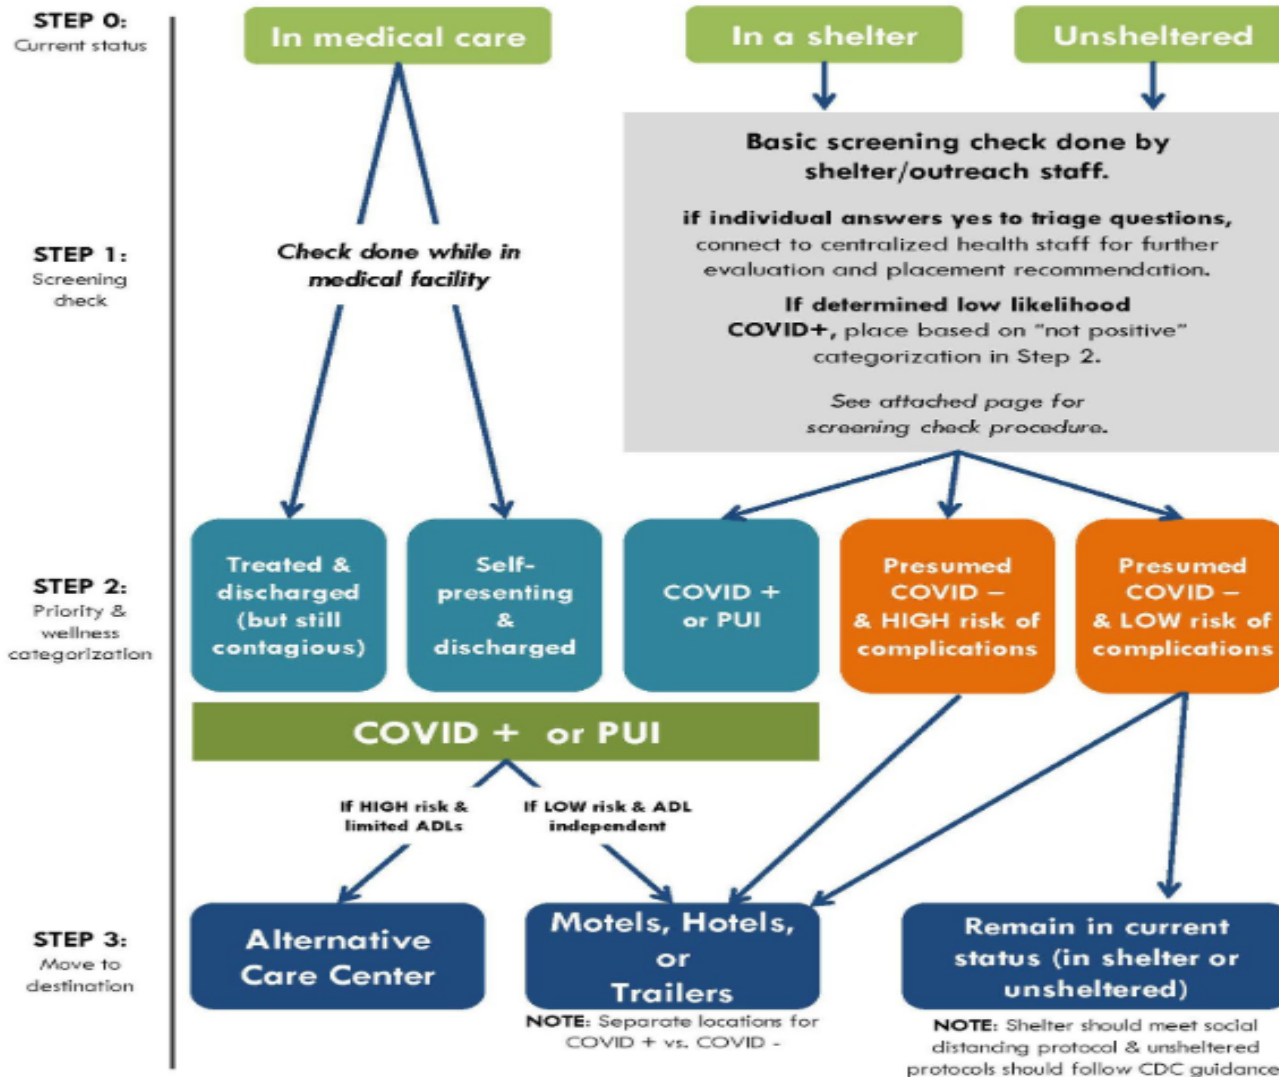 STEP 0:
Current status
In medical care
In a shelter
Unsheltered
STEP 1:
Screening
check
Check done while in
medical facility
Basic screening check done by
shelter/outreach staff.
if individual answers yes to triage questions,
connect to centralized health staff for further
evaluation and placement recommendation.
If determined low likelihood
COVID+, place based on "not positive"
categorization in Step 2.
See attached page for
screening check procedure.
STEP 2:
Priority &
wellness
categorization
Treated &
discharged
(but still
contagious)
Self-
presenting
&
discharged
COVID +
or PUI
Presumed
COVID –
& HIGH risk of
complications
Presumed
COVID –
& LOW risk of
complications
COVID + or PUI
If HIGH risk &
limited ADLs
If LOW risk & ADL
independent
STEP 3:
Move to
destination
Alternative
Care Center
Motels, Hotels,
or
Trailers
NOTE: Separate locations for
COVID + vs. COVID -
Remain in current
status (in shelter or
unsheltered)
NOTE: Shelter should meet social
distancing protocol & unsheltered
protocols should follow CDC guidance